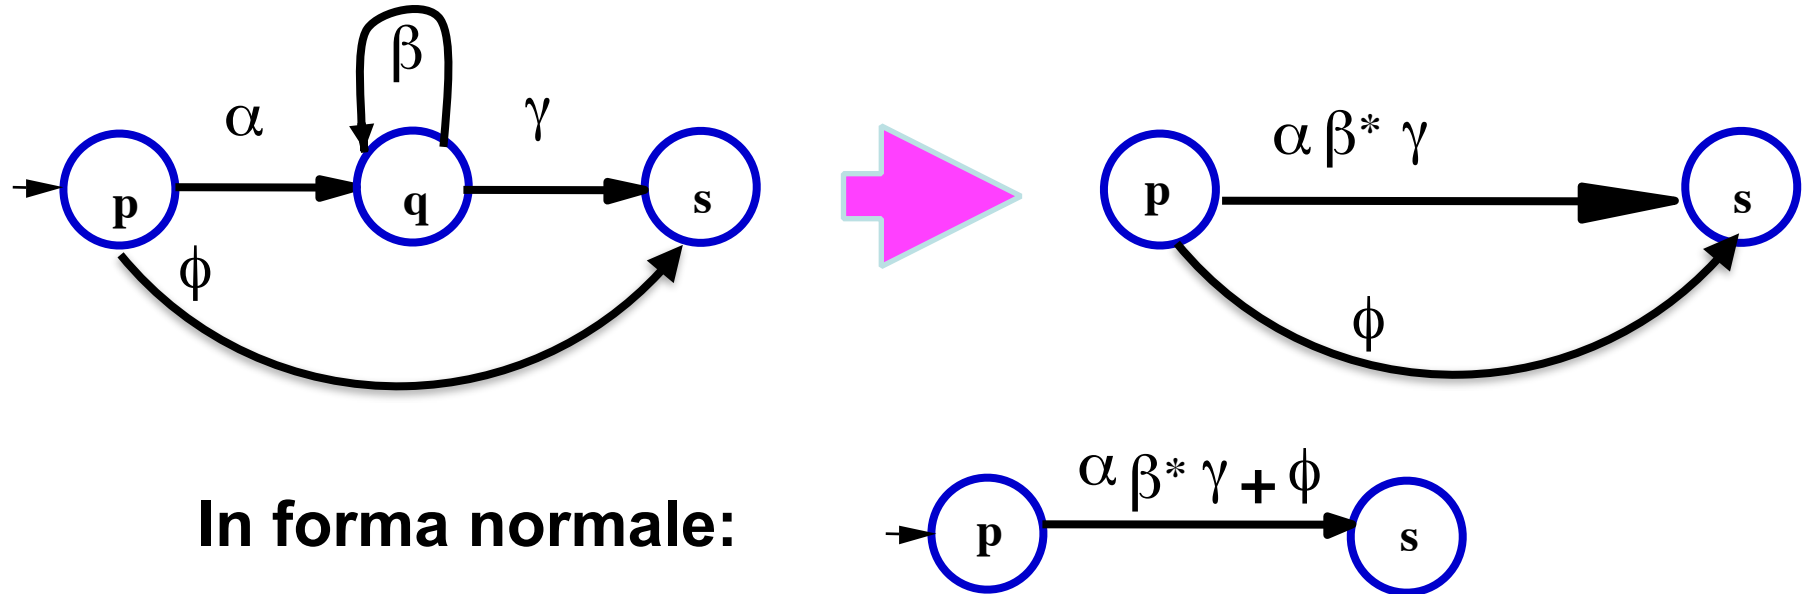 β
α
γ
p
q
s
ϕ
α β* γ
p
s
ϕ
α β* γ + ϕ
In forma normale:
p
s